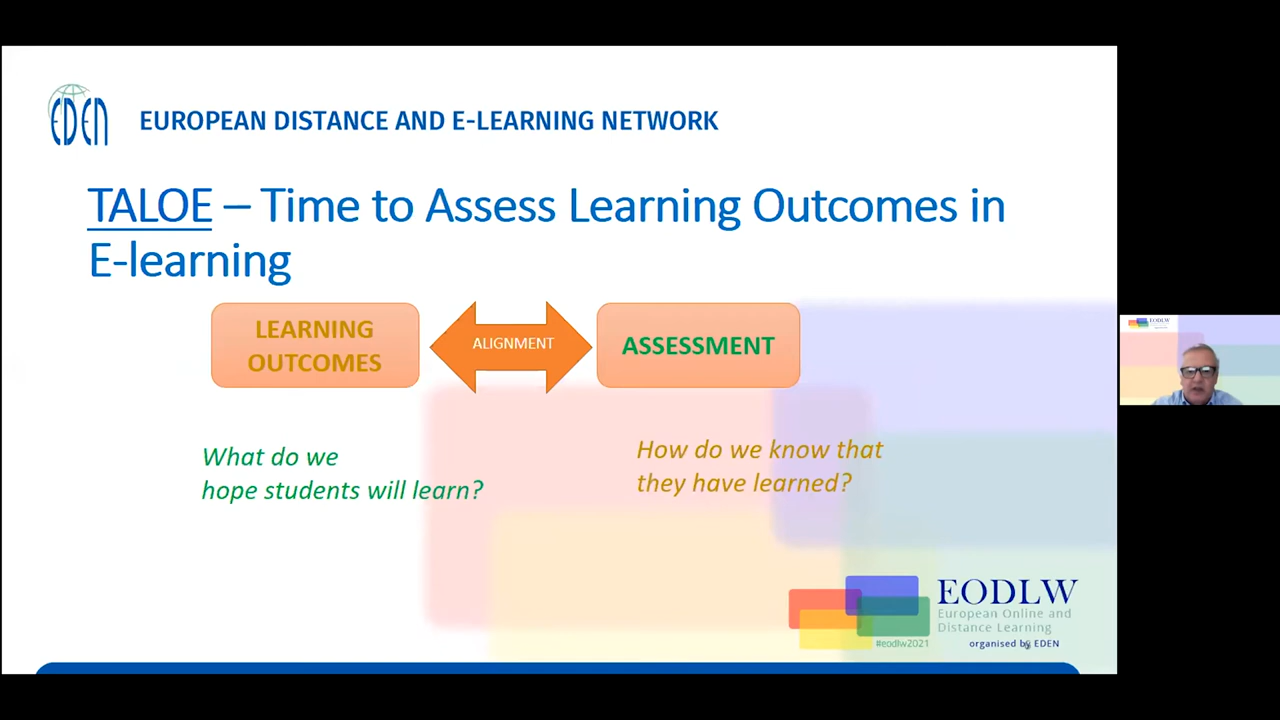 EDEN
EUROPEAN DISTANCE AND E-LEARNING NETWORK
TALOE – Time to Assess Learning Outcomes in
E-learning
LEARNING
OUTCOMES
ALIGNMENT
ASSESSMENT
What do we
hope students will learn?
How do we know that
they have learned?
EODLW
European Online and
Distance Learning
#eodlw2021
organised by EDEN
EODLW